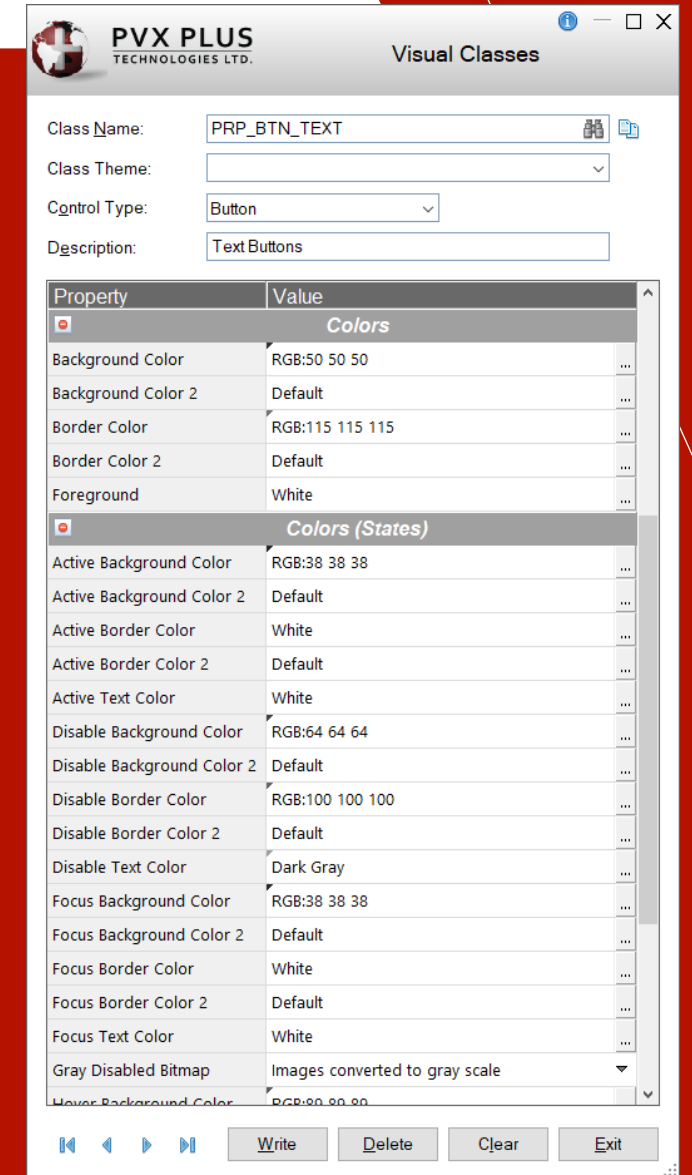 PVX PLUS
TECHNOLOGIES LTD.
Visual Classes
Class Name: PRP_BTN_TEXT
Class Theme:
Control Type: Button
Description: Text Buttons
Property Value
Colors
Background Color RGB:50 50 50 ...
Background Color 2 Default ...
Border Color RGB:115 115 115 ...
Border Color 2 Default ...
Foreground White ...
Colors (States)
Active Background Color RGB:38 38 38 ...
Active Background Color 2 Default ...
Active Border Color White ...
Active Border Color 2 Default ...
Active Text Color White ...
Disable Background Color RGB:64 64 64 ...
Disable Background Color 2 Default ...
Disable Border Color RGB:100 100 100 ...
Disable Border Color 2 Default ...
Disable Text Color Dark Gray ...
Focus Background Color RGB:38 38 38 ...
Focus Background Color 2 Default ...
Focus Border Color White ...
Focus Border Color 2 Default ...
Focus Text Color White ...
Gray Disabled Bitmap Images converted to gray scale
Hover Background Color RGB:89 89 89
Write Delete Clear Exit